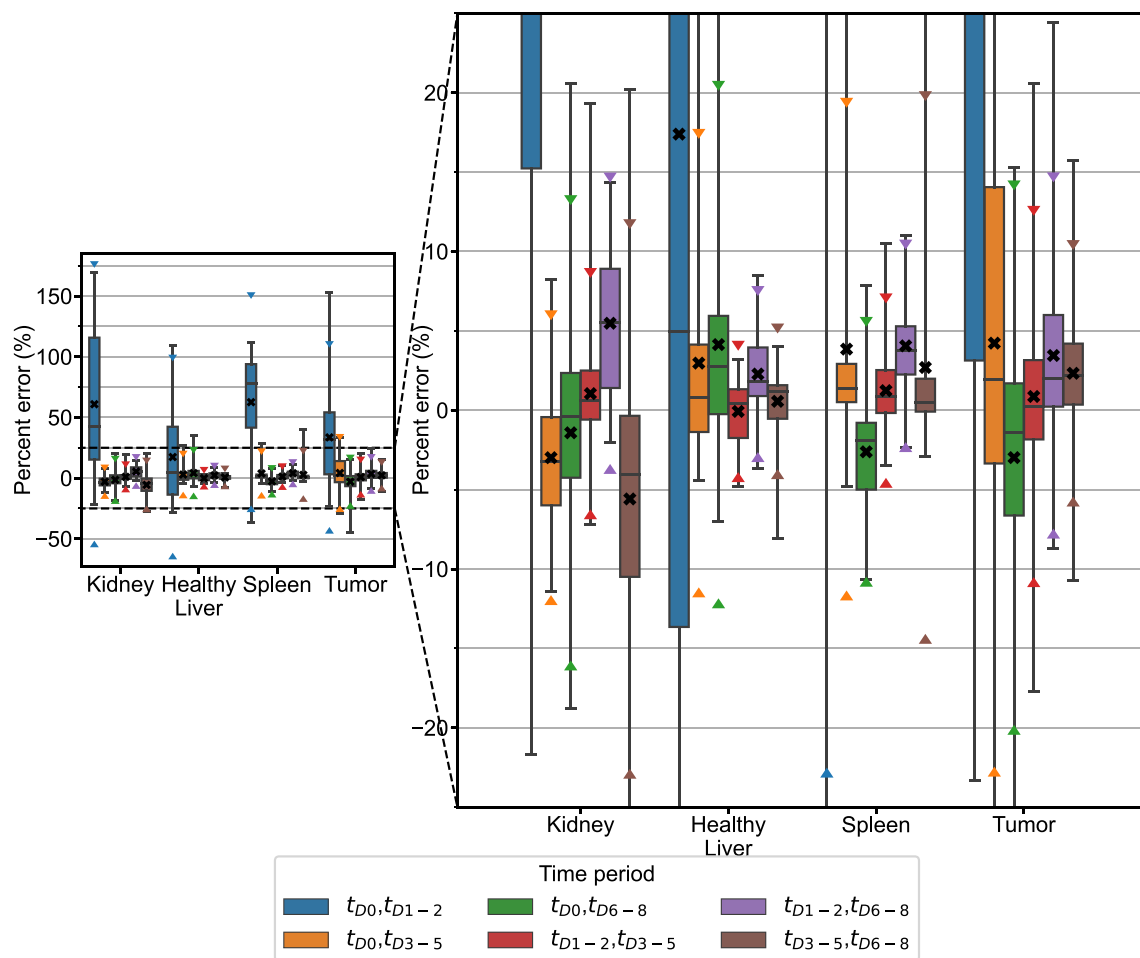 Percent error (%)
150
100
50
0
−50
Kidney
Healthy
Liver
Spleen
Tumor
Percent error (%)
20
10
0
−10
−20
Kidney
Healthy
Liver
Spleen
Tumor
Time period
t_{D0},t_{D1−2}
t_{D0},t_{D6−8}
t_{D1−2},t_{D6−8}
t_{D0},t_{D3−5}
t_{D1−2},t_{D3−5}
t_{D3−5},t_{D6−8}